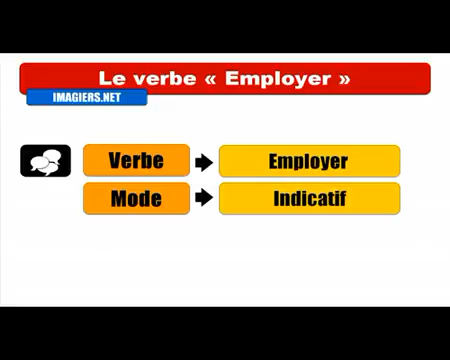 Le verbe « Employer »
IMAGIERS.NET
Verbe Employer
Mode Indicatif